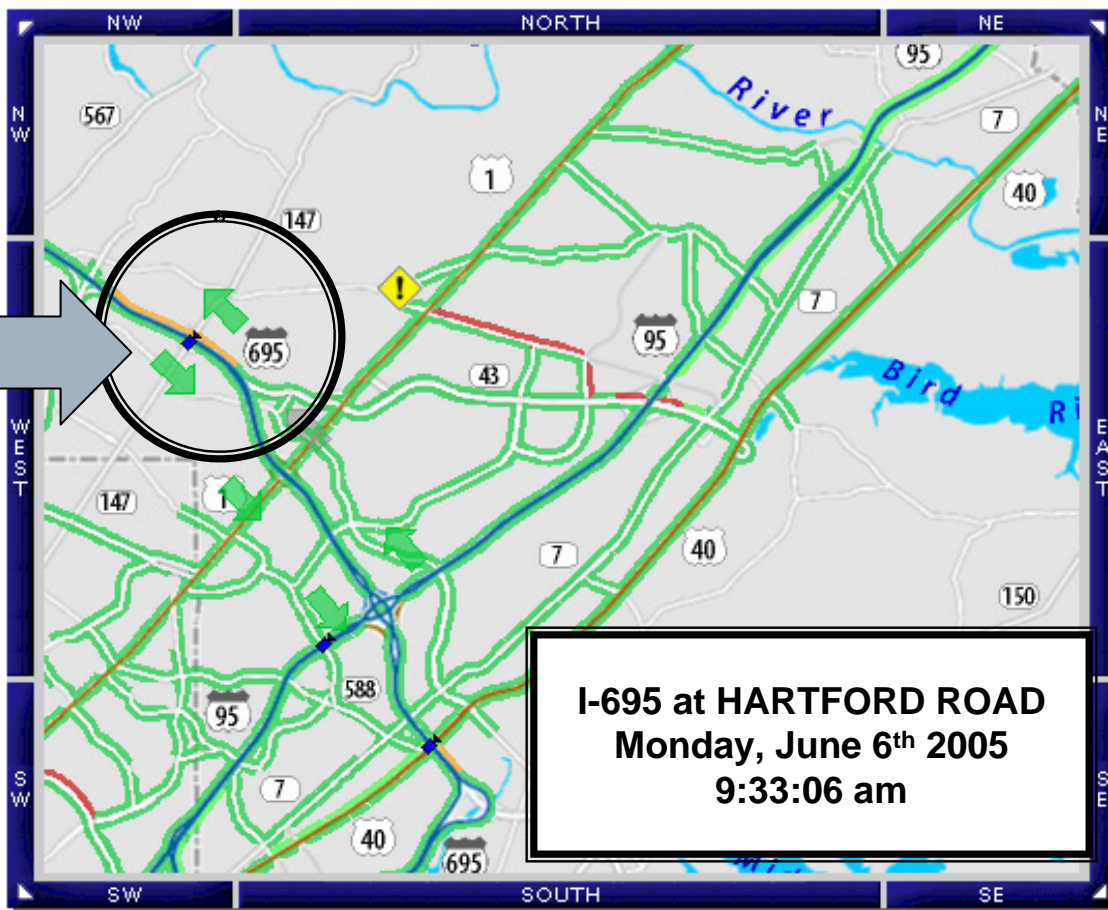 NW
NORTH
NE
NW
WEST
SW
NE
EAST
SE
567
147
1
95
River
7
40
!
695
43
95
7
Bird
Ri
147
1
7
40
150
588
95
7
40
695
I-695 at HARTFORD ROAD
Monday, June 6th 2005
9:33:06 am
SW
SOUTH
SE